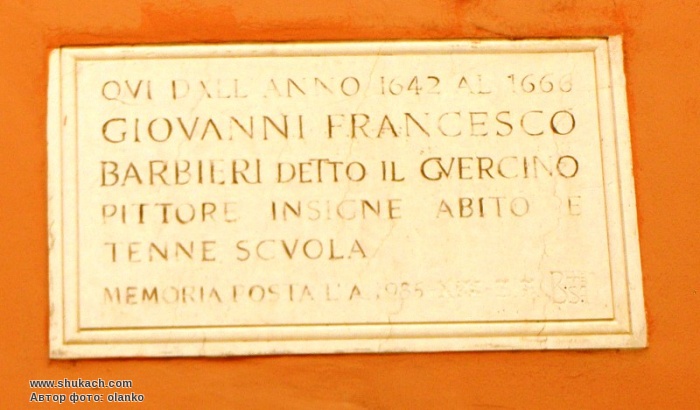 QVI DALL ANNO 1642 AL 1666
GIOVANNI FRANCESCO
BARBIERI DETTO IL GVERCINO
PITTORE INSIGNE ABITO E
TENNE SCVOLA
MEMORIA POSTA L'A. 1935
www.shukach.com
Автор фото: olanko